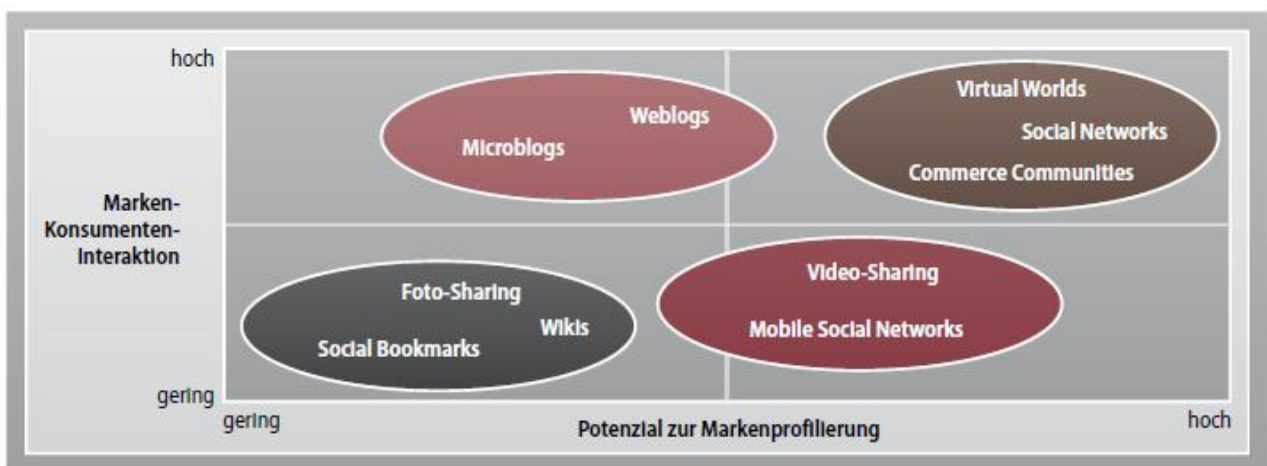 hoch
Virtual Worlds
Weblogs
Social Networks
Microblogs
Commerce Communities
Marken-
Konsumenten-
Interaktion
Video-Sharing
Foto-Sharing
Wikis
Mobile Social Networks
Social Bookmarks
gering
gering
Potenzial zur Markenprofilierung
hoch